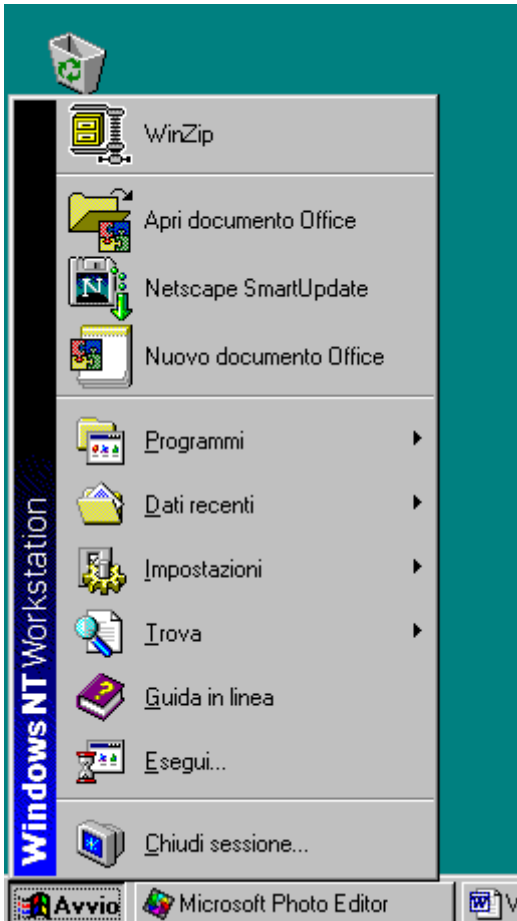 WinZip
Apri documento Office
Netscape SmartUpdate
Nuovo documento Office
Programmi
Dati recenti
Impostazioni
Trova
Guida in linea
Esegui...
Chiudi sessione...
Windows NT Workstation
Avvio
Microsoft Photo Editor